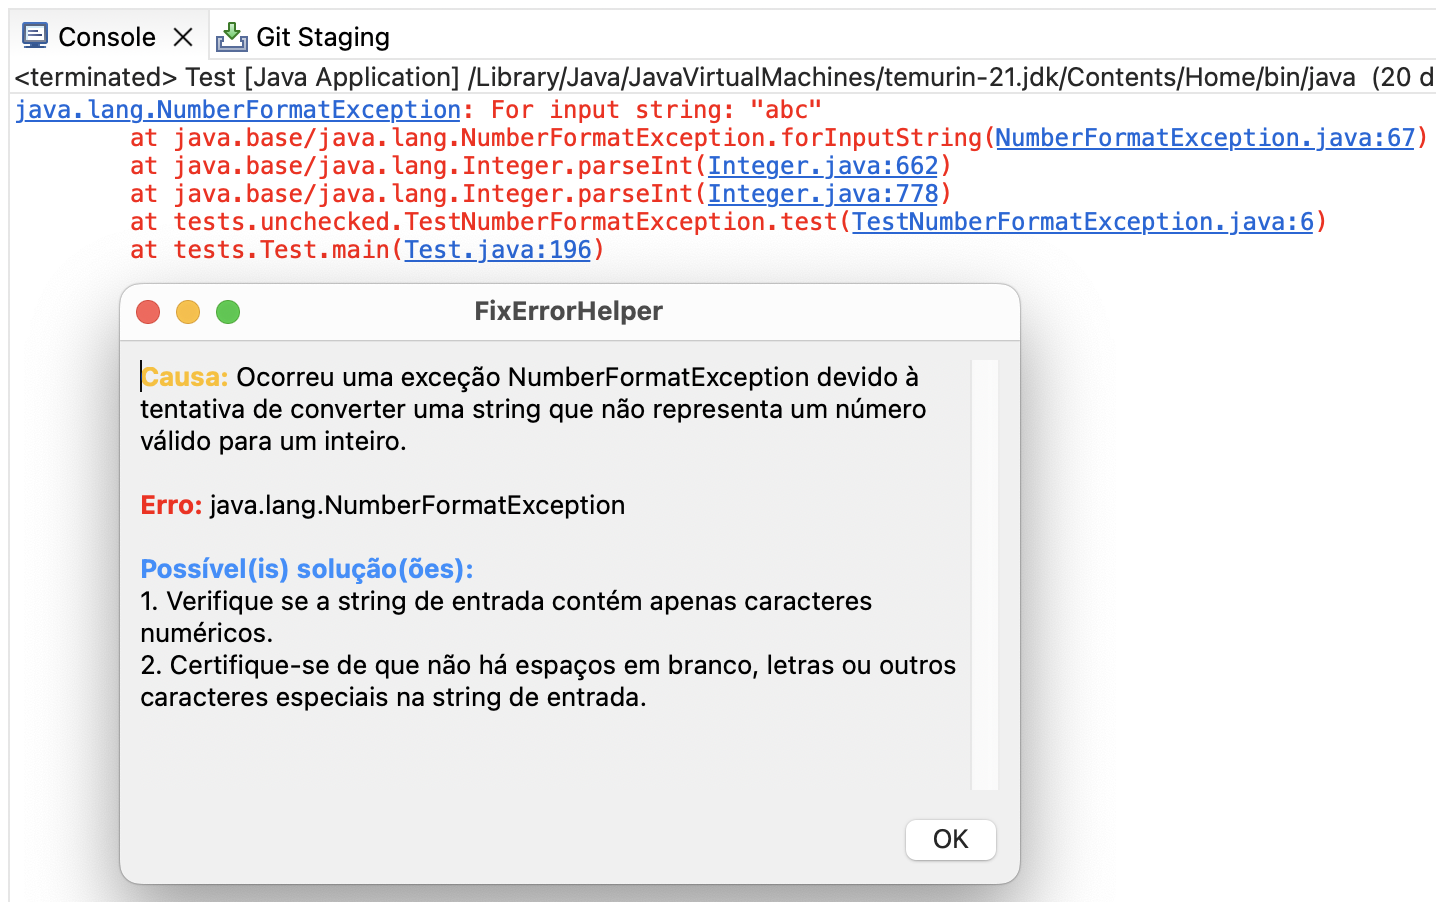 Console
Git Staging
<terminated> Test [Java Application] /Library/Java/JavaVirtualMachines/temurin-21.jdk/Contents/Home/bin/java (20 d
java.lang.NumberFormatException: For input string: "abc"
at java.base/java.lang.NumberFormatException.forInputString(NumberFormatException.java:67)
at java.base/java.lang.Integer.parseInt(Integer.java:662)
at java.base/java.lang.Integer.parseInt(Integer.java:778)
at tests.unchecked.TestNumberFormatException.test(TestNumberFormatException.java:6)
at tests.Test.main(Test.java:196)
FixErrorHelper
Causa: Ocorreu uma exceção NumberFormatException devido à
tentativa de converter uma string que não representa um número
válido para um inteiro.
Erro: java.lang.NumberFormatException
Possível(is) solução(ões):
1. Verifique se a string de entrada contém apenas caracteres
numéricos.
2. Certifique-se de que não há espaços em branco, letras ou outros
caracteres especiais na string de entrada.
OK